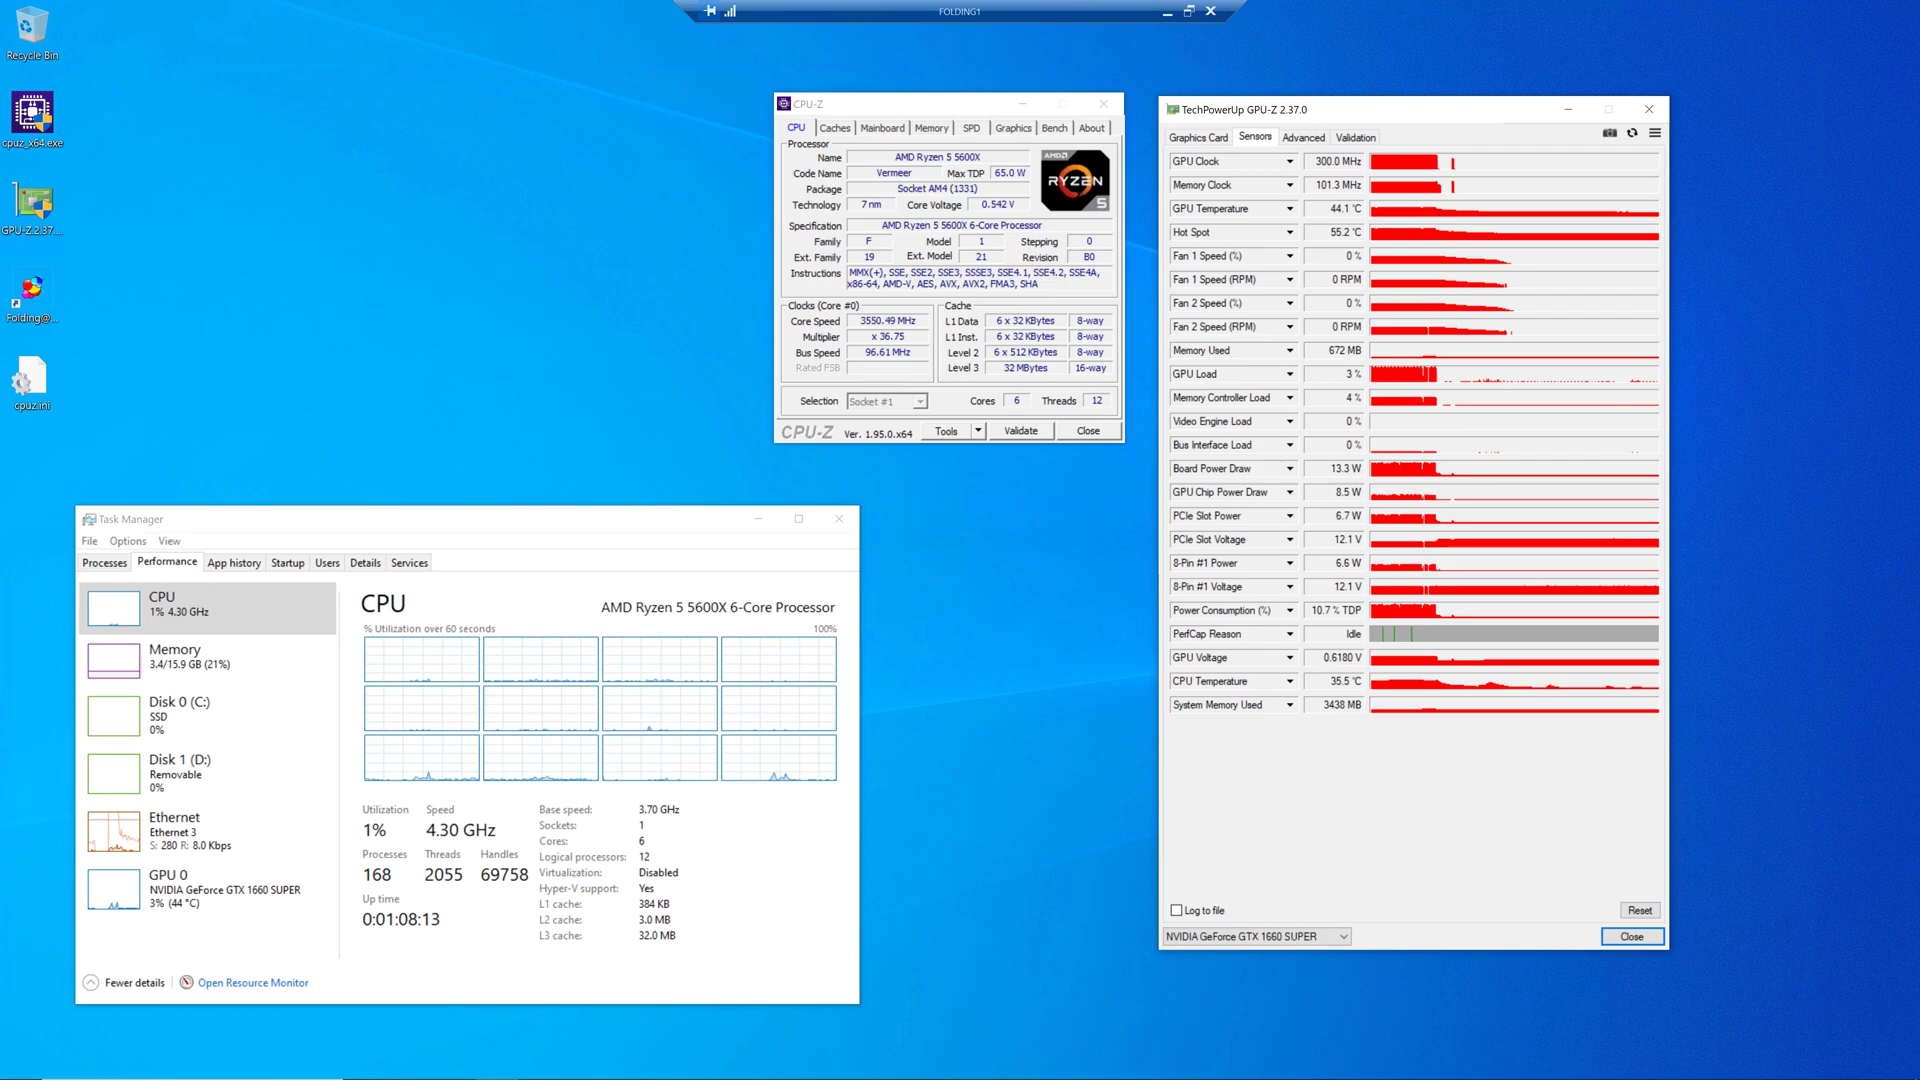 FOLDING1
Recycle Bin
cpuz_x64.exe
GPU-Z.2.37....
Folding@...
cpuz.ini
CPU-Z
CPU Caches Mainboard Memory SPD Graphics Bench About
Processor
Name AMD Ryzen 5 5600X
Code Name Vermeer Max TDP 65.0 W
Package Socket AM4 (1331)
Technology 7 nm Core Voltage 0.542 V
AMD RYZEN 5
Specification AMD Ryzen 5 5600X 6-Core Processor
Family F Model 1 Stepping 0
Ext. Family 19 Ext. Model 21 Revision B0
Instructions MMX(+), SSE, SSE2, SSE3, SSSE3, SSE4.1, SSE4.2, SSE4A,
x86-64, AMD-V, AES, AVX, AVX2, FMA3, SHA
Clocks (Core #0)
Core Speed 3550.49 MHz
Multiplier x 36.75
Bus Speed 96.61 MHz
Rated FSB
Cache
L1 Data 6 x 32 KBytes 8-way
L1 Inst. 6 x 32 KBytes 8-way
Level 2 6 x 512 KBytes 8-way
Level 3 32 MBytes 16-way
Selection Socket #1 Cores 6 Threads 12
CPU-Z Ver. 1.95.0.x64 Tools Validate Close
TechPowerUp GPU-Z 2.37.0
Graphics Card Sensors Advanced Validation
GPU Clock 300.0 MHz
Memory Clock 101.3 MHz
GPU Temperature 44.1 °C
Hot Spot 55.2 °C
Fan 1 Speed (%) 0 %
Fan 1 Speed (RPM) 0 RPM
Fan 2 Speed (%) 0 %
Fan 2 Speed (RPM) 0 RPM
Memory Used 672 MB
GPU Load 3 %
Memory Controller Load 4 %
Video Engine Load 0 %
Bus Interface Load 0 %
Board Power Draw 13.3 W
GPU Chip Power Draw 8.5 W
PCIe Slot Power 6.7 W
PCIe Slot Voltage 12.1 V
8-Pin #1 Power 6.6 W
8-Pin #1 Voltage 12.1 V
Power Consumption (%) 10.7 % TDP
PerfCap Reason Idle
GPU Voltage 0.6180 V
CPU Temperature 35.5 °C
System Memory Used 3438 MB
Log to file Reset
NVIDIA GeForce GTX 1660 SUPER Close
Task Manager
File Options View
Processes Performance App history Startup Users Details Services
CPU
1% 4.30 GHz
Memory
3.4/15.9 GB (21%)
Disk 0 (C:)
SSD
0%
Disk 1 (D:)
Removable
0%
Ethernet
Ethernet 3
S: 280 R: 8.0 Kbps
GPU 0
NVIDIA GeForce GTX 1660 SUPER
3% (44 °C)
CPU AMD Ryzen 5 5600X 6-Core Processor
% Utilization over 60 seconds 100%
Utilization Speed
1% 4.30 GHz
Processes Threads Handles
168 2055 69758
Up time
0:01:08:13
Base speed: 3.70 GHz
Sockets: 1
Cores: 6
Logical processors: 12
Virtualization: Disabled
Hyper-V support: Yes
L1 cache: 384 KB
L2 cache: 3.0 MB
L3 cache: 32.0 MB
Fewer details Open Resource Monitor